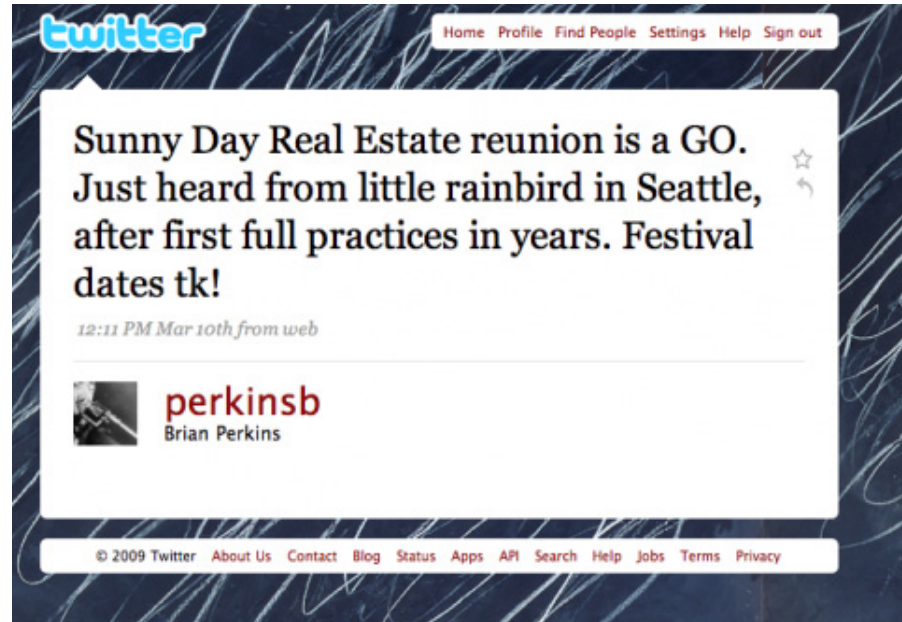 twitter
Home Profile Find People Settings Help Sign out
Sunny Day Real Estate reunion is a GO.
Just heard from little rainbird in Seattle,
after first full practices in years. Festival
dates tk!
12:11 PM Mar 10th from web
perkinsb
Brian Perkins
© 2009 Twitter About Us Contact Blog Status Apps API Search Help Jobs Terms Privacy